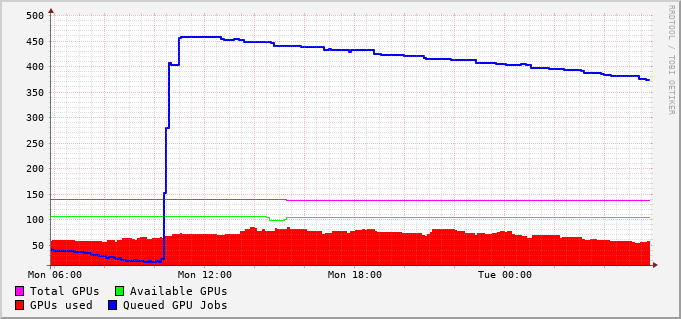 500
450
400
350
300
250
200
150
100
50
Mon 06:00 Mon 12:00 Mon 18:00 Tue 00:00
Total GPUs Available GPUs
GPUs used Queued GPU Jobs
RRDTOOL / TOBI OETIKER